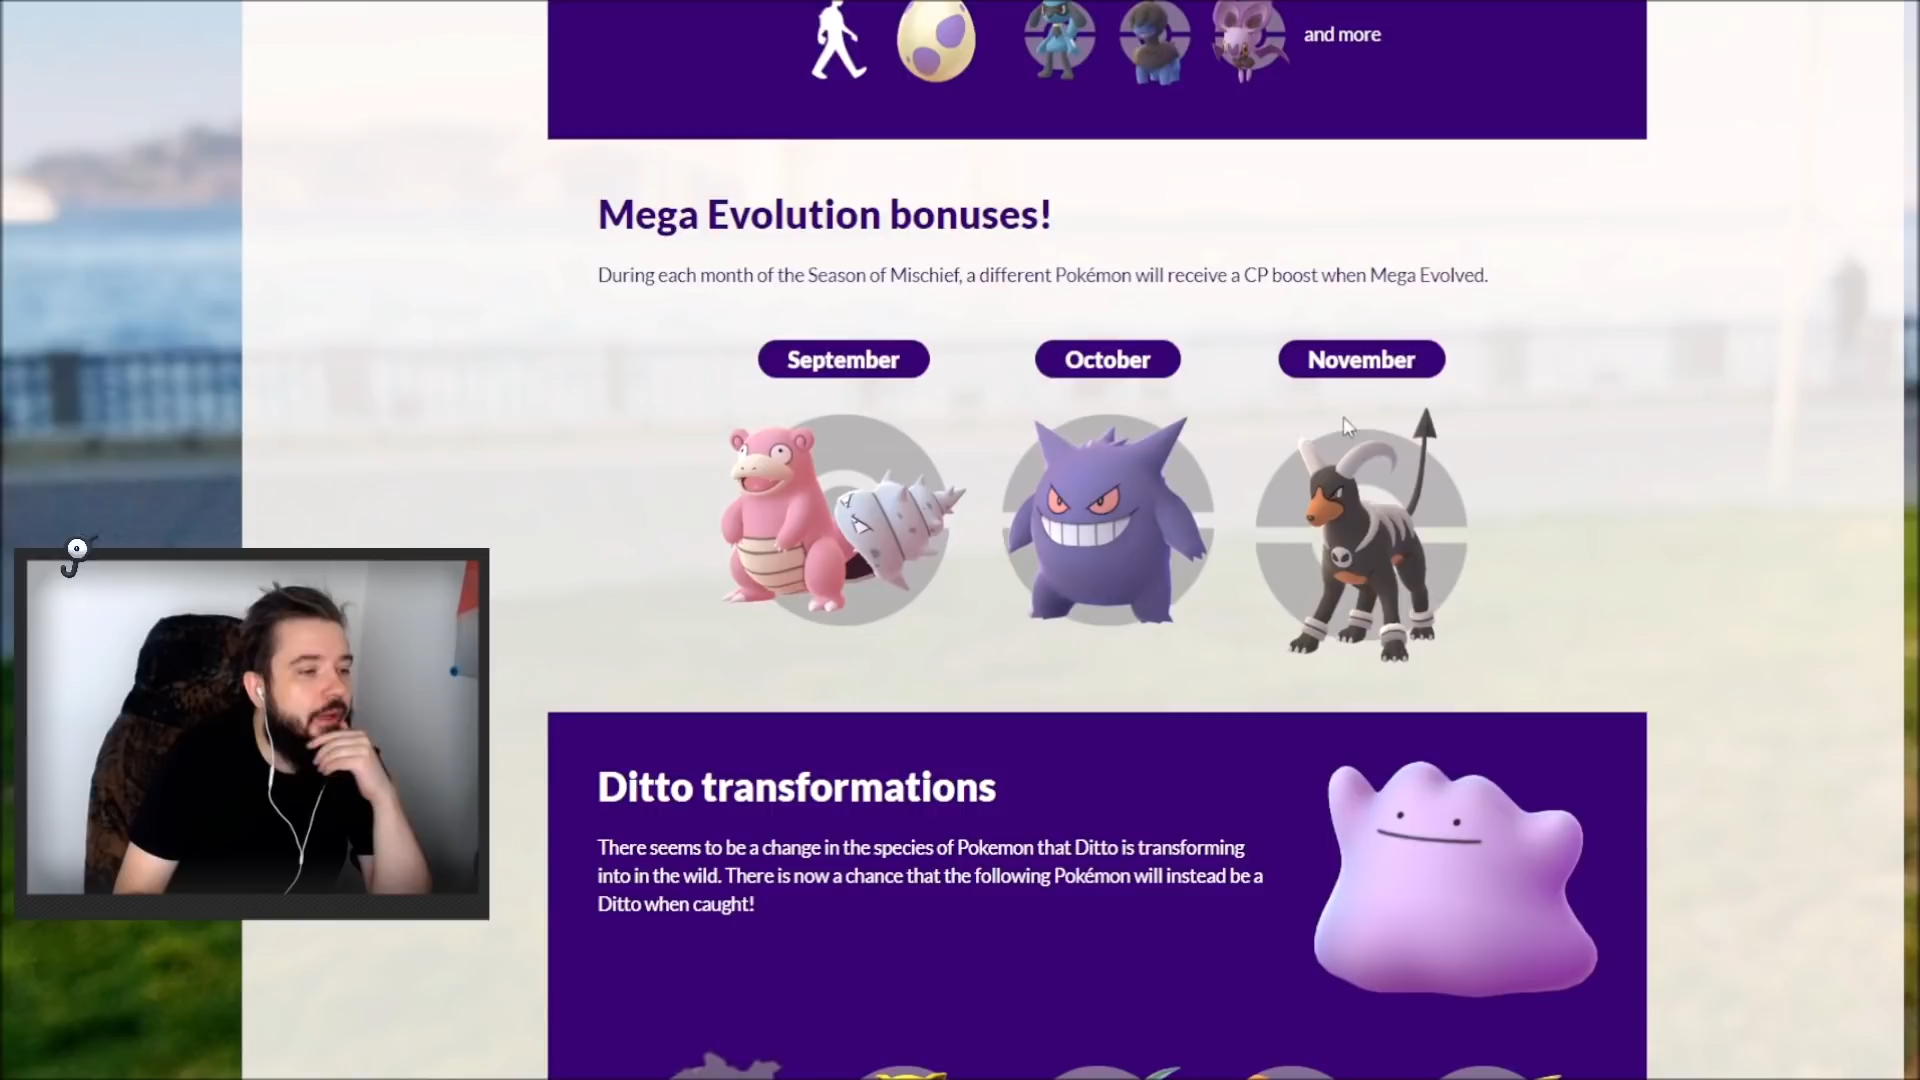 and more
Mega Evolution bonuses!
During each month of the Season of Mischief, a different Pokémon will receive a CP boost when Mega Evolved.
September
October
November
Ditto transformations
There seems to be a change in the species of Pokemon that Ditto is transforming
into in the wild. There is now a chance that the following Pokémon will instead be a
Ditto when caught!